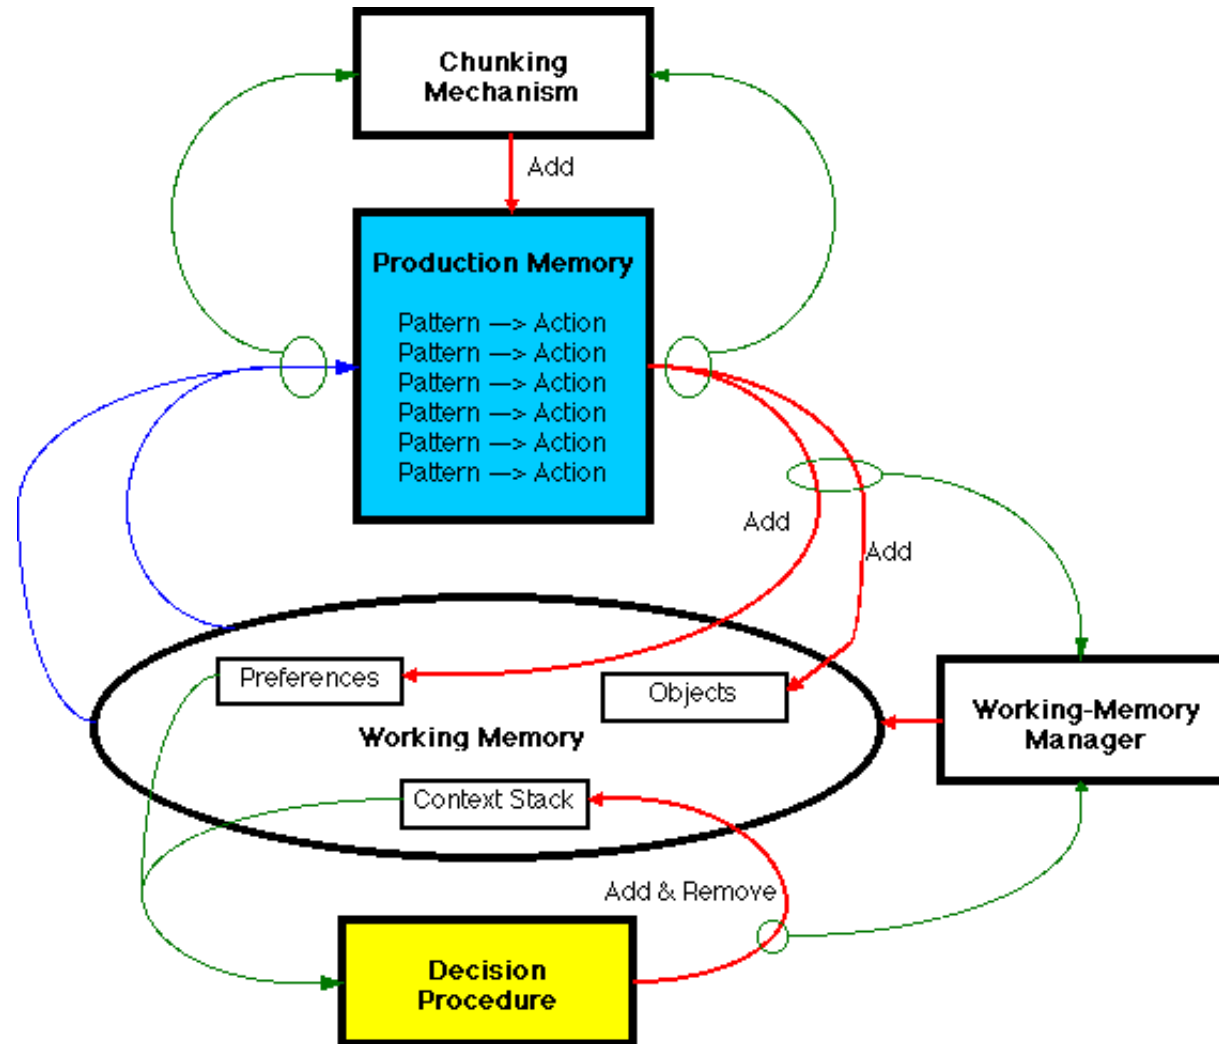 Chunking
Mechanism
Add
Production Memory
Pattern —> Action
Pattern —> Action
Pattern —> Action
Pattern —> Action
Pattern —> Action
Pattern —> Action
Add
Add
Preferences
Objects
Working Memory
Working-Memory
Manager
Context Stack
Add & Remove
Decision
Procedure